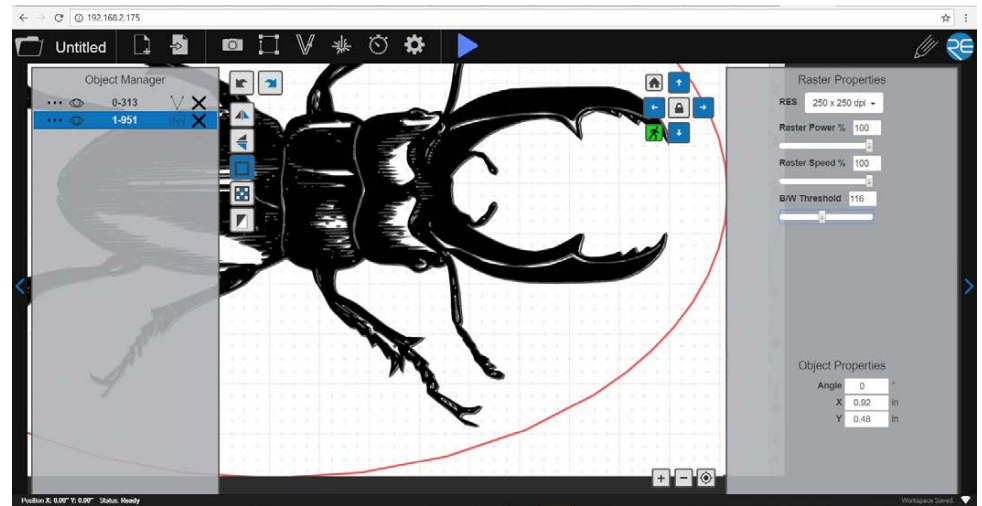 192.168.2.175
Untitled
RE
Object Manager
0-313
1-951
Raster Properties
RES 250 x 250 dpi
Raster Power % 100
Raster Speed % 100
B/W Threshold 116
Object Properties
Angle 0 °
X 0.92 in
Y 0.48 in
Position X: 0.00" Y: 0.00" Status: Ready
Workspace Saved.